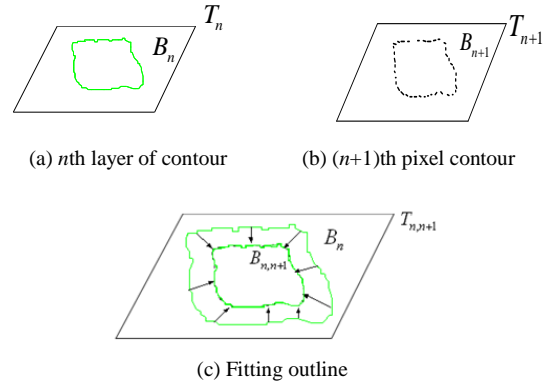 T_n
B_n
T_{n+1}
B_{n+1}
(a) nth layer of contour
(b) (n+1)th pixel contour
T_{n,n+1}
B_n
B_{n,n+1}
(c) Fitting outline